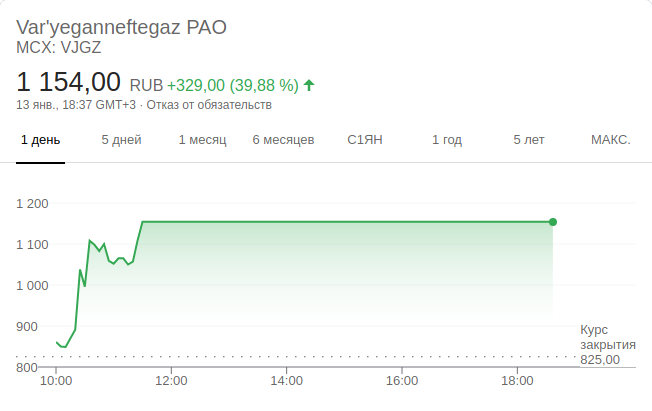 Var'yeganneftegaz PAO
MCX: VJGZ
1 154,00 RUB +329,00 (39,88 %)
13 янв., 18:37 GMT+3 · Отказ от обязательств
1 день 5 дней 1 месяц 6 месяцев С1ЯН 1 год 5 лет МАКС.
1 200
1 100
1 000
900
800
Курс
закрытия
825,00
10:00 12:00 14:00 16:00 18:00